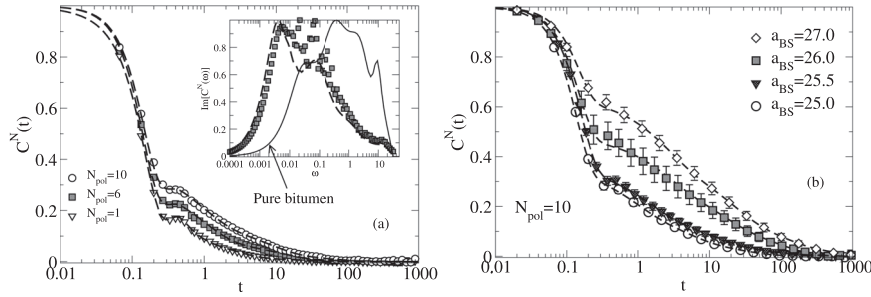 C^N(t)
1
0.8
0.6
0.4
0.2
0
0.01
0.1
1
10
100
1000
t
N_pol=10
N_pol=6
N_pol=1
(a)
Im[C^N(ω)]
1
0.8
0.6
0.4
0.2
0
0.0001
0.001
0.01
0.1
1
10
ω
Pure bitumen
C^N(t)
1
0.8
0.6
0.4
0.2
0
0.01
0.1
1
10
100
1000
t
a_BS=27.0
a_BS=26.0
a_BS=25.5
a_BS=25.0
N_pol=10
(b)